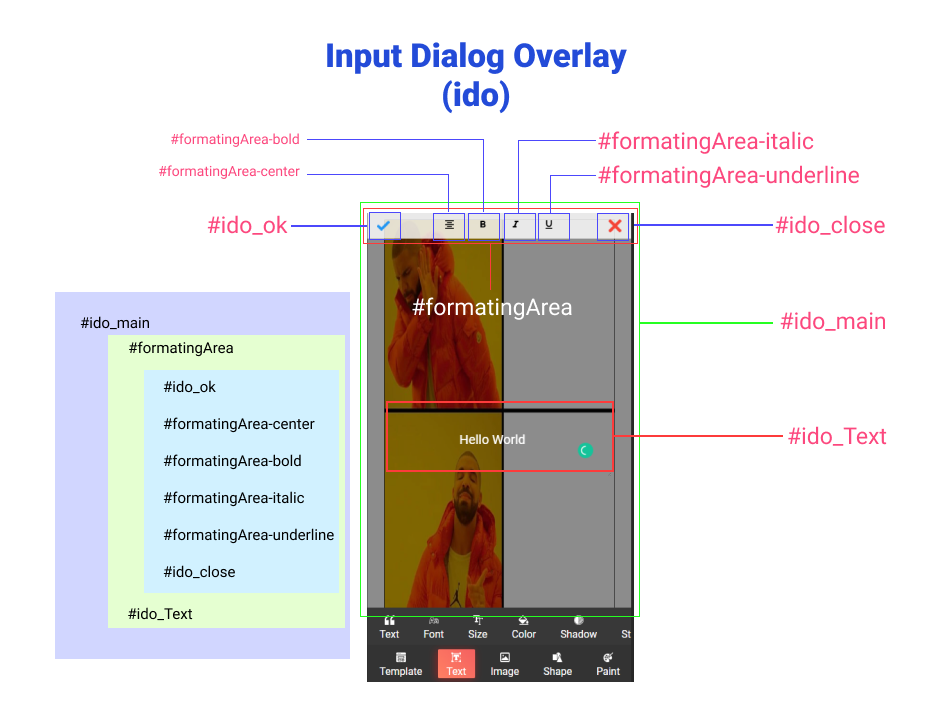 Input Dialog Overlay
(ido)
#formatingArea-bold
#formatingArea-italic
#formatingArea-center
#formatingArea-underline
#ido_ok
B
I
U
#ido_close
#formatingArea
#ido_main
#ido_main
#formatingArea
#ido_ok
#formatingArea-center
#formatingArea-bold
#formatingArea-italic
#formatingArea-underline
#ido_close
#ido_Text
Hello World
#ido_Text
Text Font Size Color Shadow St
Template Text Image Shape Paint